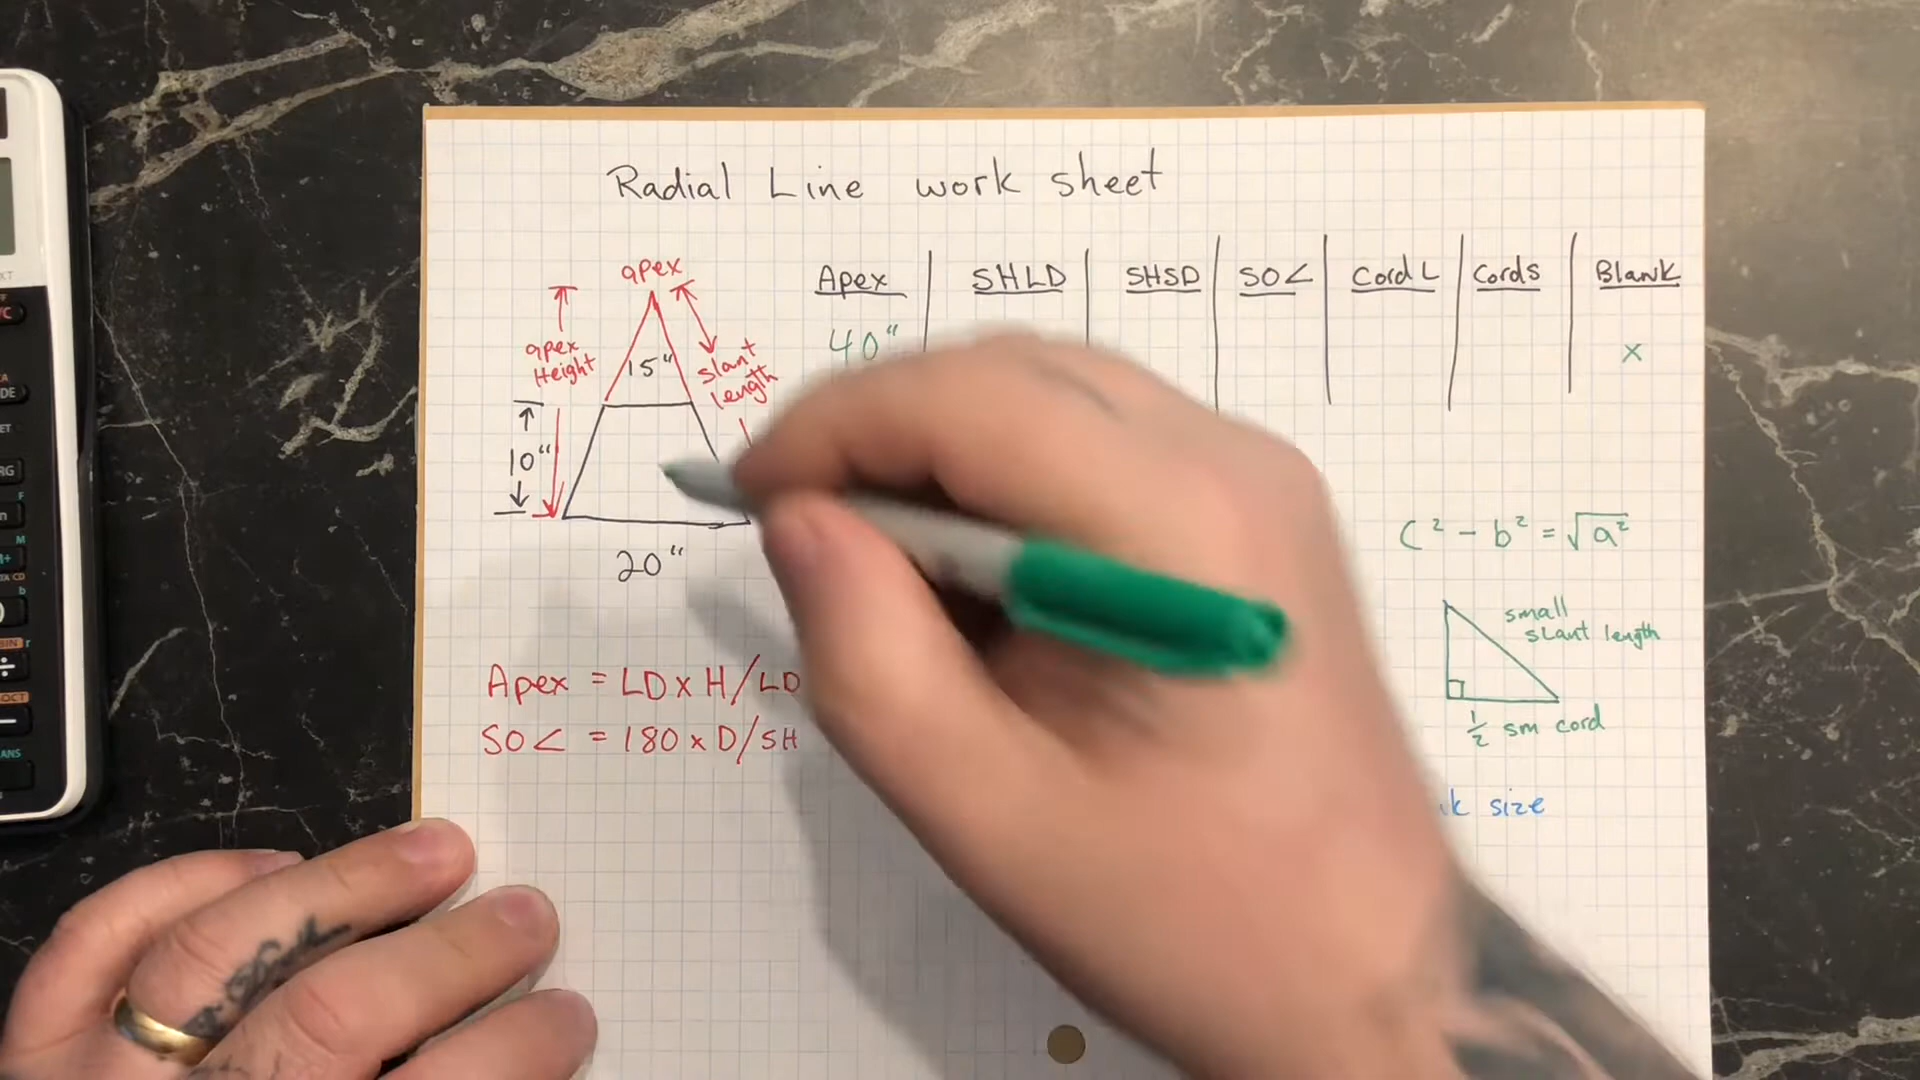 Radial Line work sheet
Apex SHLD SHSD SO< Cord L Cords Blank
40" x
apex
apex
Height
15"
slant
length
10"
20"
C² - b² = √a²
small
slant length
½ sm cord
Apex = LD x H/LD
SO< = 180 x D/SH
size